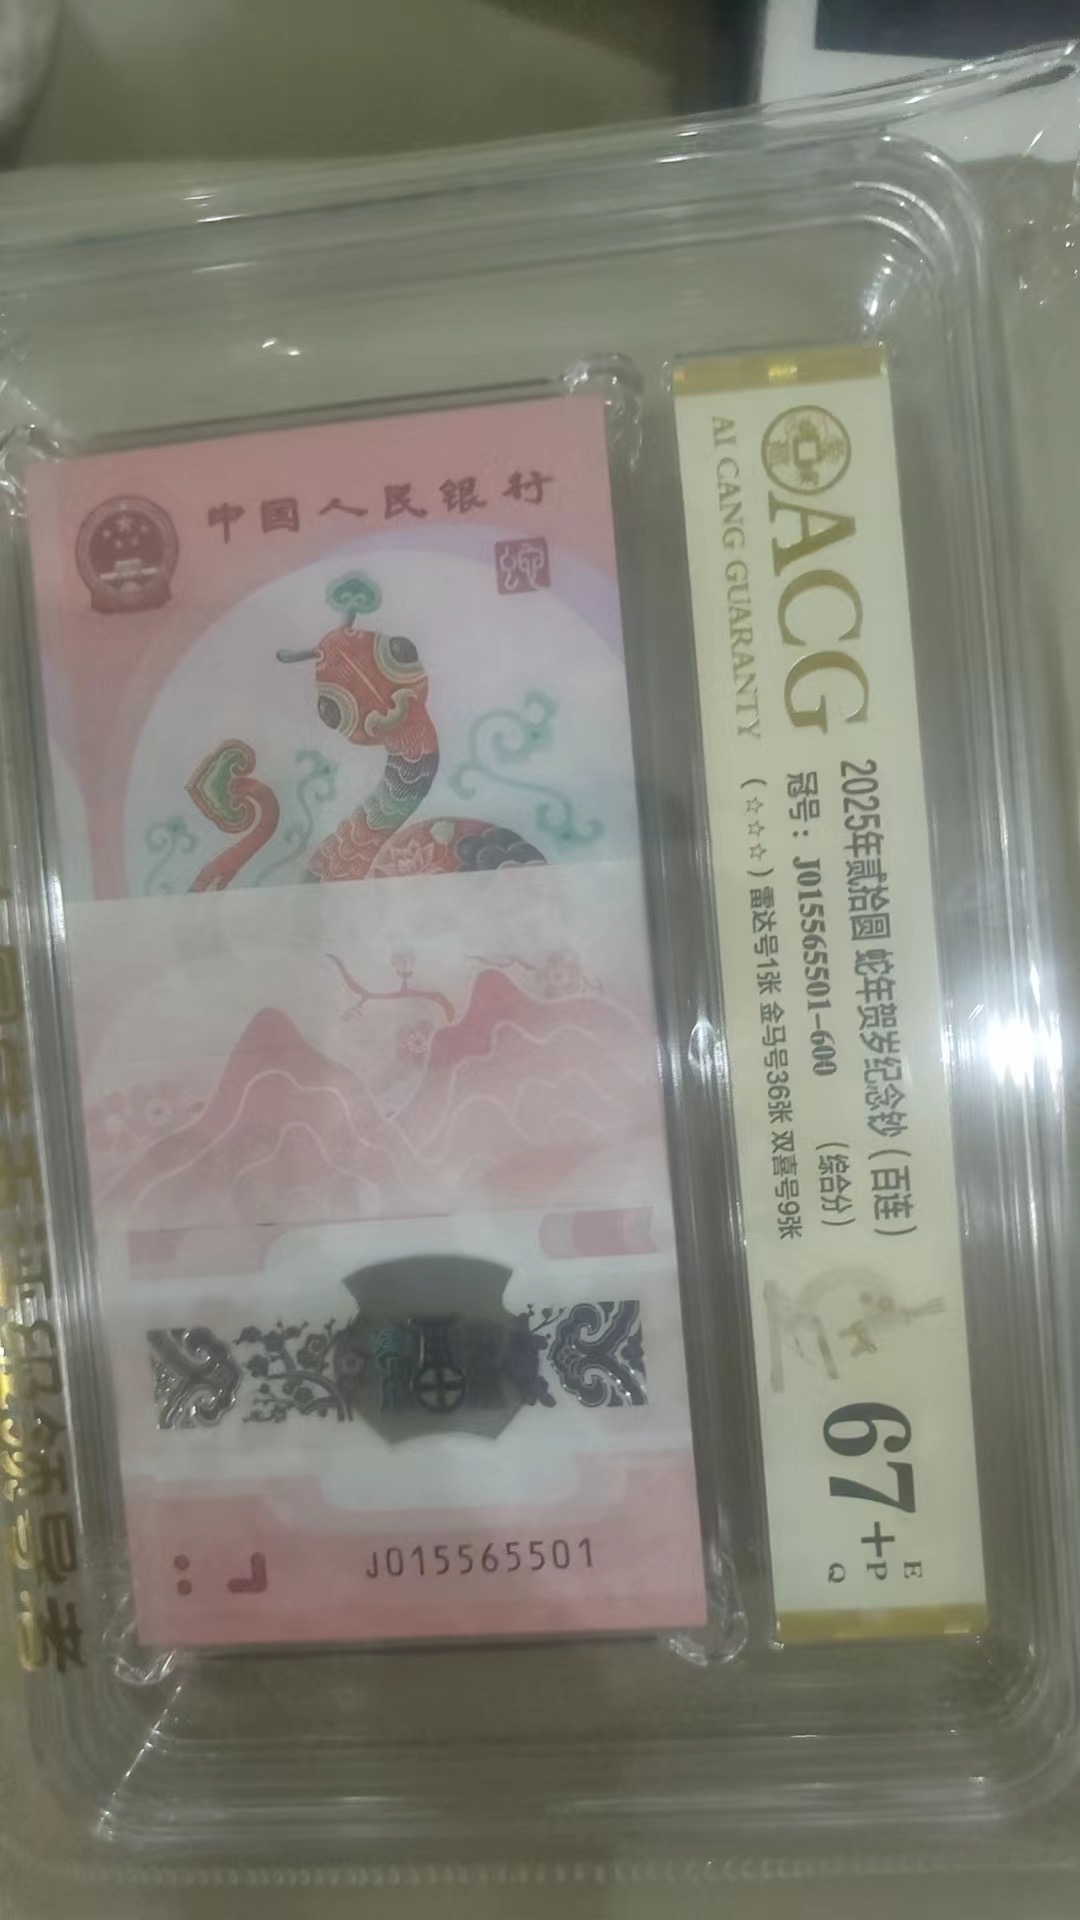 中国人民银行
J015565501
ACG
AI CANG GUARANTY
2025年贰拾圆 蛇年贺岁纪念钞（百连）
冠号：J015565501-600 （综合分）
（☆☆☆）雷达号1张 金马号36张 双喜号9张
67+
E
P
Q